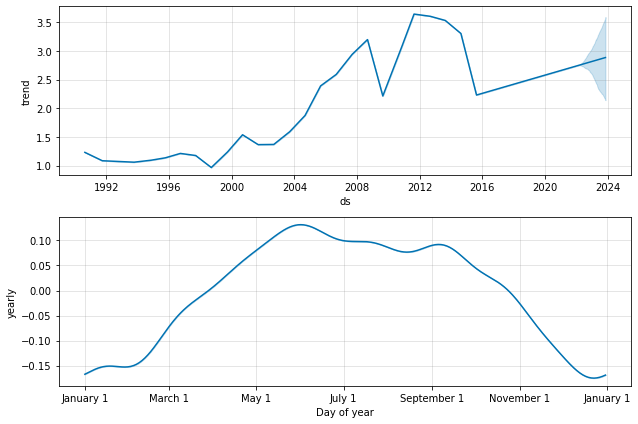 3.5
3.0
2.5
2.0
1.5
1.0
trend
1992 1996 2000 2004 2008 2012 2016 2020 2024
ds
0.10
0.05
0.00
−0.05
−0.10
−0.15
yearly
January 1 March 1 May 1 July 1 September 1 November 1 January 1
Day of year